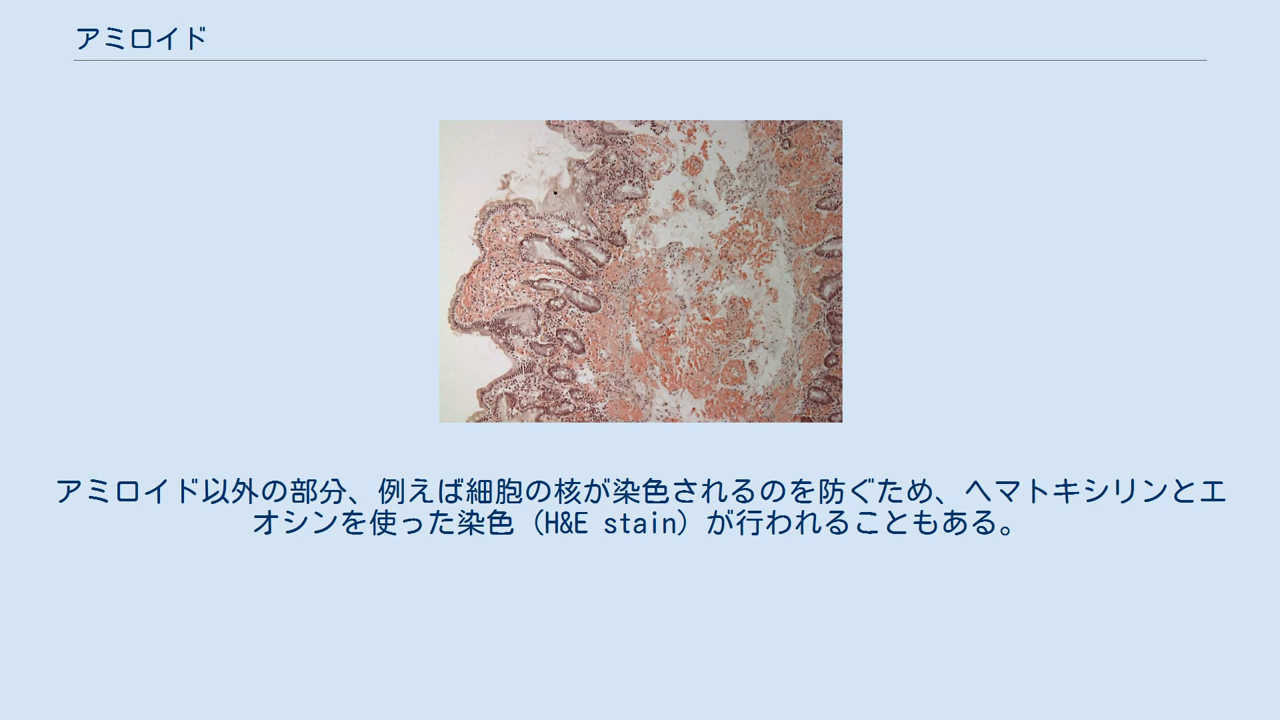 アミロイド
アミロイド以外の部分、例えば細胞の核が染色されるのを防ぐため、ヘマトキシリンとエ
オシンを使った染色（H&E stain）が行われることもある。